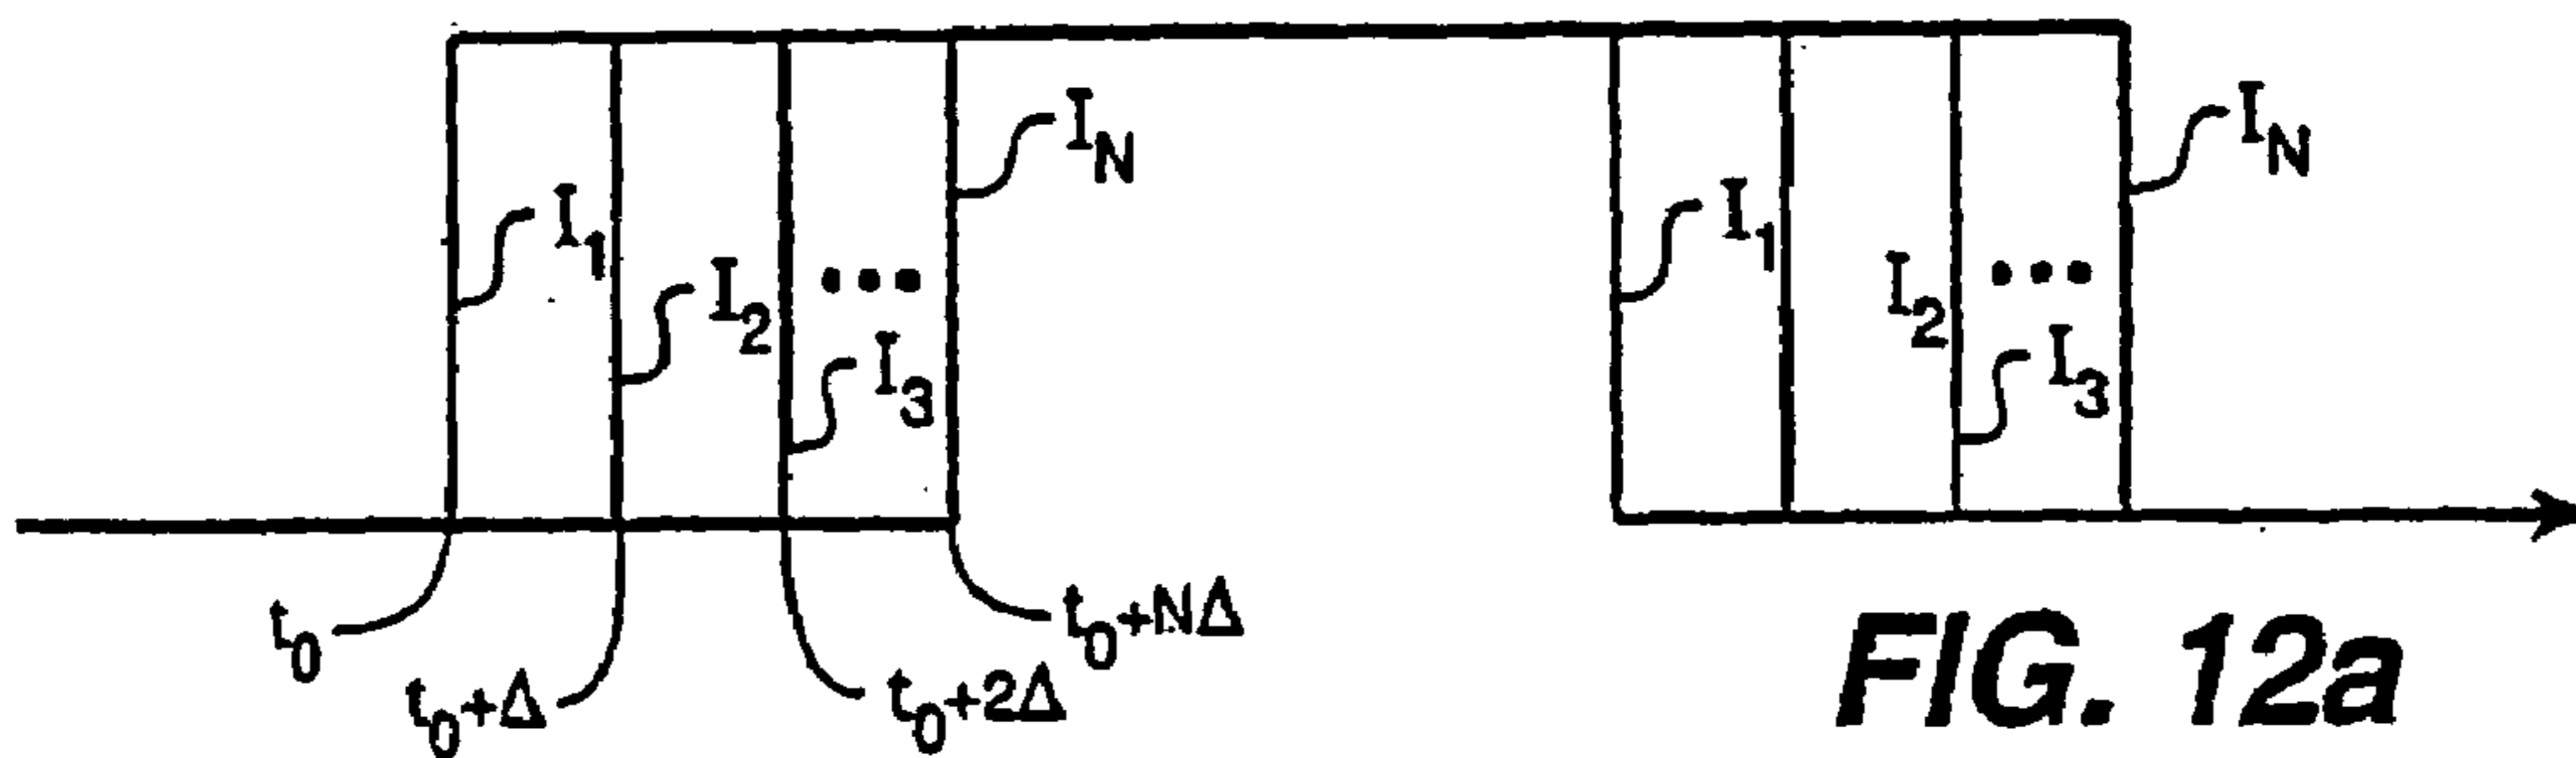 I1
I2
•••
I3
IN
I1
I2
•••
I3
IN
t0
t0+Δ
t0+2Δ
t0+NΔ
FIG. 12a